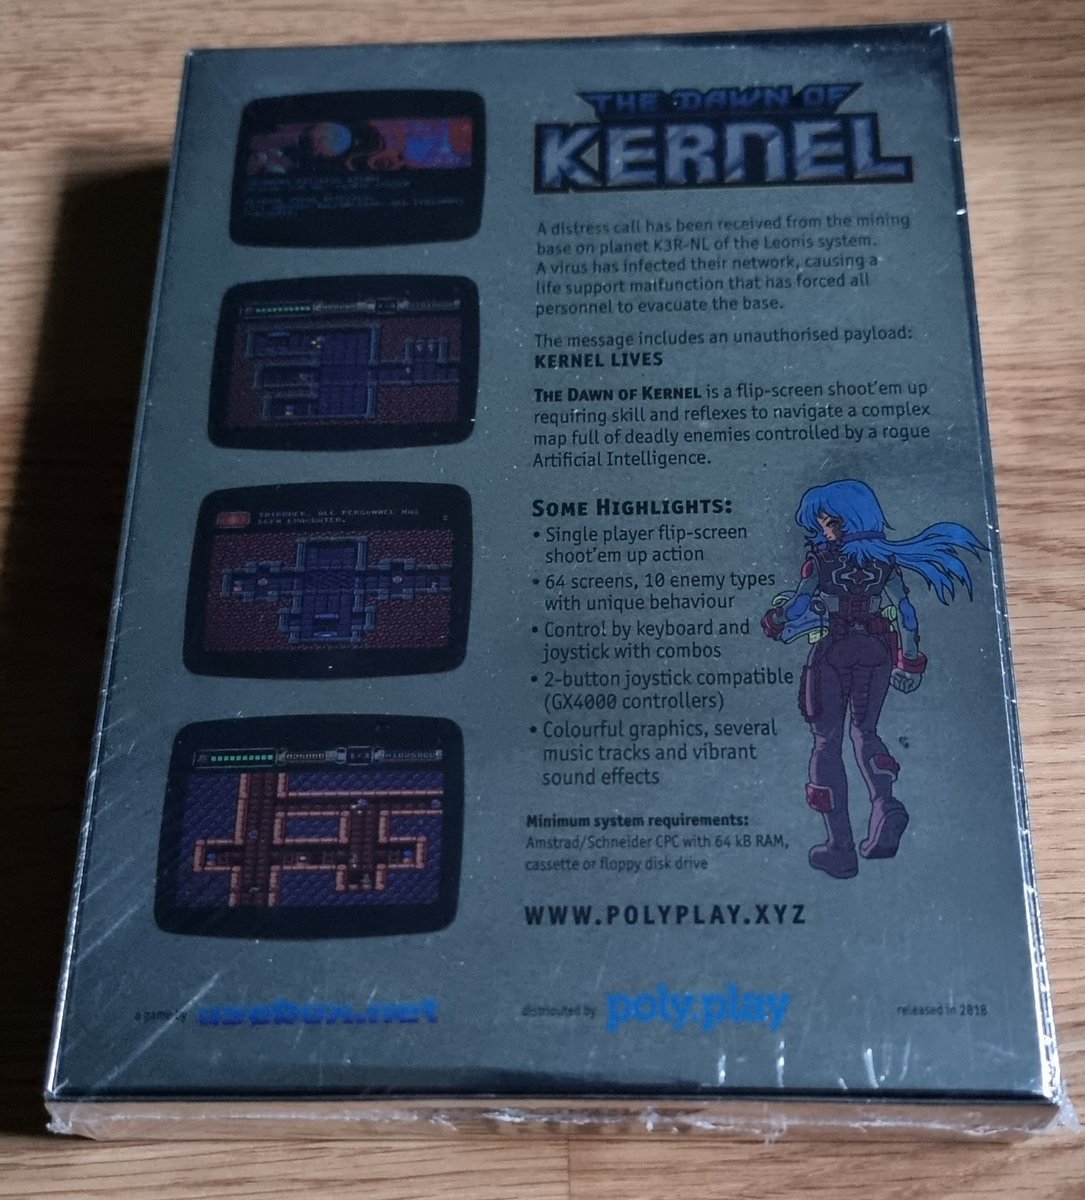 THE DAWN OF
KERNEL
A distress call has been received from the mining
base on planet K3R-NL of the Leonis system.
A virus has infected their network, causing a
life support malfunction that has forced all
personnel to evacuate the base.
The message includes an unauthorised payload:
KERNEL LIVES
THE DAWN OF KERNEL is a flip-screen shoot'em up
requiring skill and reflexes to navigate a complex
map full of deadly enemies controlled by a rogue
Artificial Intelligence.
SOME HIGHLIGHTS:
• Single player flip-screen
shoot'em up action
• 64 screens, 10 enemy types
with unique behaviour
• Control by keyboard and
joystick with combos
• 2-button joystick compatible
(GX4000 controllers)
• Colourful graphics, several
music tracks and vibrant
sound effects
Minimum system requirements:
Amstrad/Schneider CPC with 64 kB RAM,
cassette or floppy disk drive
WWW.POLYPLAY.XYZ
ALL PERSONNEL HAS
BEEN EVACUATED.
a game by usebox.net
distributed by poly.play
released in 2018